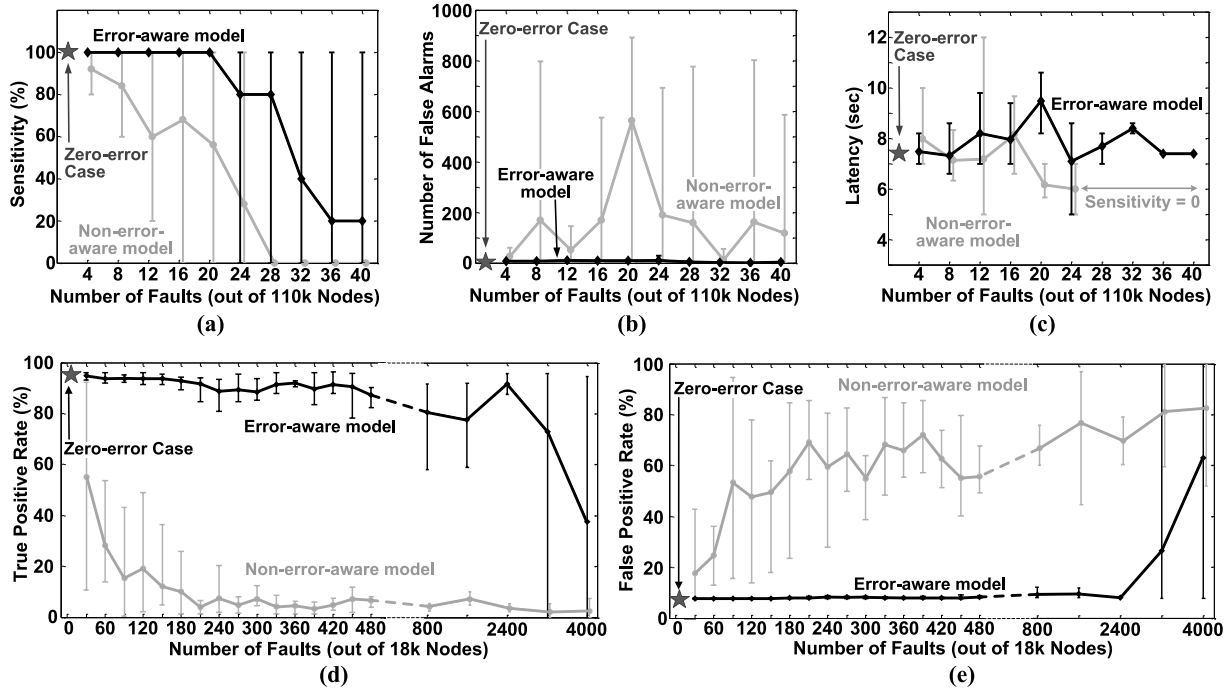 Sensitivity (%)
100
80
60
40
20
0
Error-aware model
Zero-error
Case
Non-error-
aware model
4 8 12 16 20 24 28 32 36 40
Number of Faults (out of 110k Nodes)
(a)
Number of False Alarms
1000
800
600
400
200
0
Zero-error Case
Error-aware
model
Non-error-
aware model
4 8 12 16 20 24 28 32 36 40
Number of Faults (out of 110k Nodes)
(b)
Latency (sec)
12
10
8
6
4
Zero-error
Case
Error-aware model
Sensitivity = 0
Non-error-
aware model
4 8 12 16 20 24 28 32 36 40
Number of Faults (out of 110k Nodes)
(c)
True Positive Rate (%)
100
80
60
40
20
0
Error-aware model
Zero-error Case
Non-error-aware model
0 60 120 180 240 300 360 420 480 800 2400 4000
Number of Faults (out of 18k Nodes)
(d)
False Positive Rate (%)
100
80
60
40
20
0
Zero-error Case
Non-error-aware model
Error-aware model
0 60 120 180 240 300 360 420 480 800 2400 4000
Number of Faults (out of 18k Nodes)
(e)